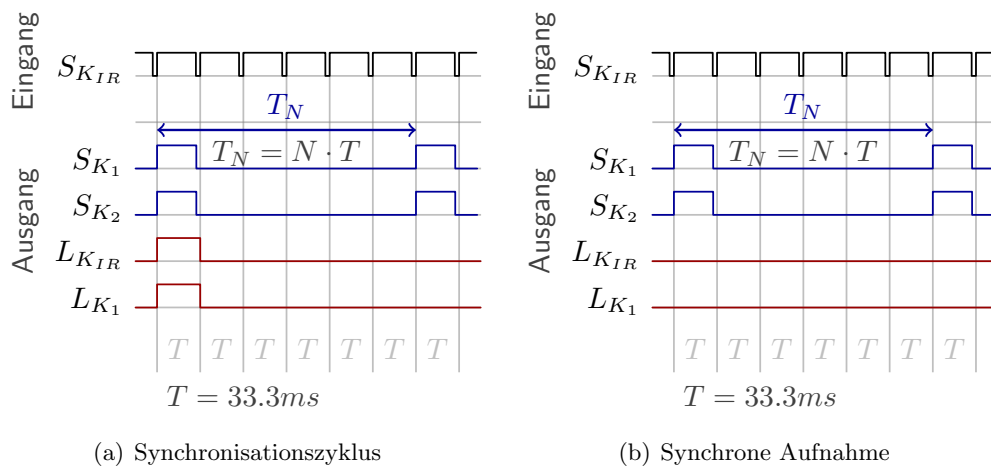 Eingang
S_{K_{IR}}
T_N
T_N = N · T
Ausgang
S_{K_1}
S_{K_2}
L_{K_{IR}}
L_{K_1}
T T T T T T T
T = 33.3ms
(a) Synchronisationszyklus
Eingang
S_{K_{IR}}
T_N
T_N = N · T
Ausgang
S_{K_1}
S_{K_2}
L_{K_{IR}}
L_{K_1}
T T T T T T T
T = 33.3ms
(b) Synchrone Aufnahme